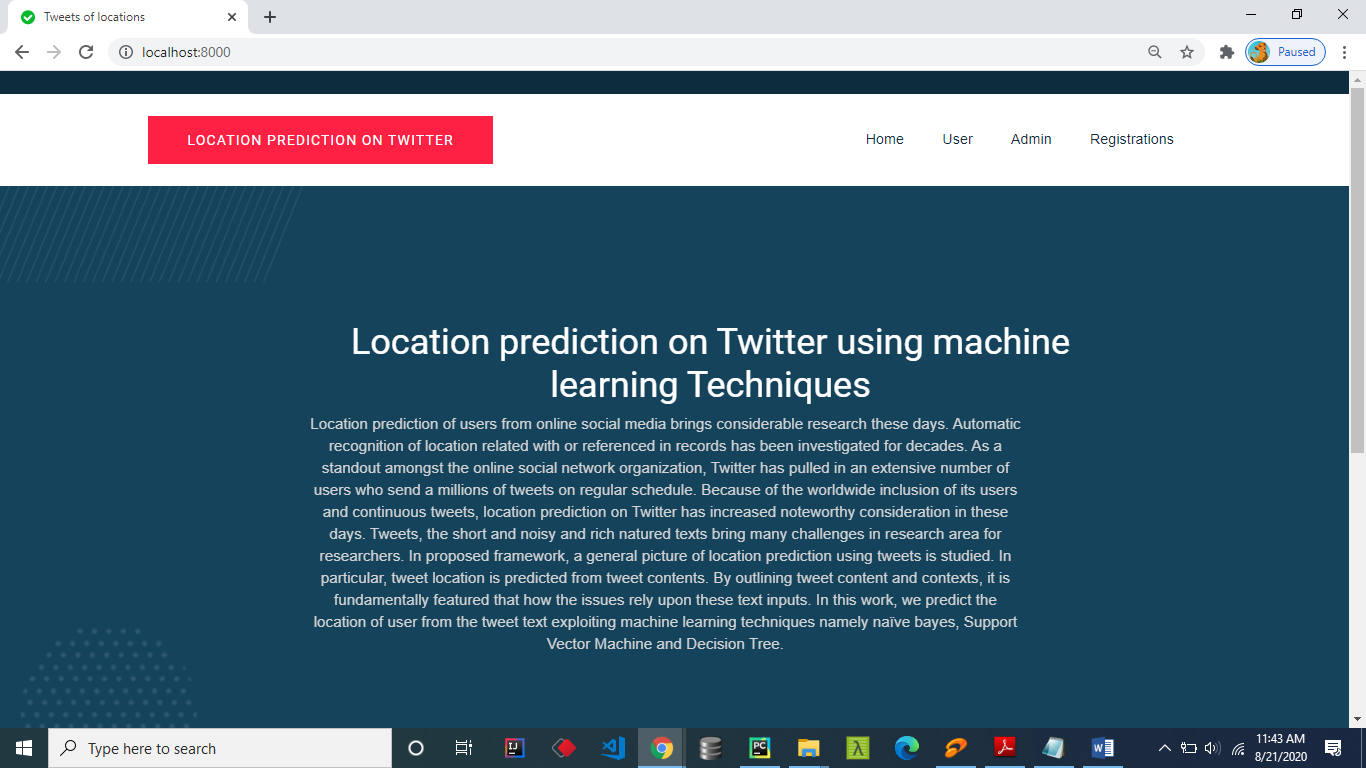 Tweets of locations
localhost:8000
Paused
LOCATION PREDICTION ON TWITTER
Home User Admin Registrations
Location prediction on Twitter using machine
learning Techniques
Location prediction of users from online social media brings considerable research these days. Automatic
recognition of location related with or referenced in records has been investigated for decades. As a
standout amongst the online social network organization, Twitter has pulled in an extensive number of
users who send a millions of tweets on regular schedule. Because of the worldwide inclusion of its users
and continuous tweets, location prediction on Twitter has increased noteworthy consideration in these
days. Tweets, the short and noisy and rich natured texts bring many challenges in research area for
researchers. In proposed framework, a general picture of location prediction using tweets is studied. In
particular, tweet location is predicted from tweet contents. By outlining tweet content and contexts, it is
fundamentally featured that how the issues rely upon these text inputs. In this work, we predict the
location of user from the tweet text exploiting machine learning techniques namely naïve bayes, Support
Vector Machine and Decision Tree.
Type here to search
IJ
PC
λ
W
11:43 AM
8/21/2020